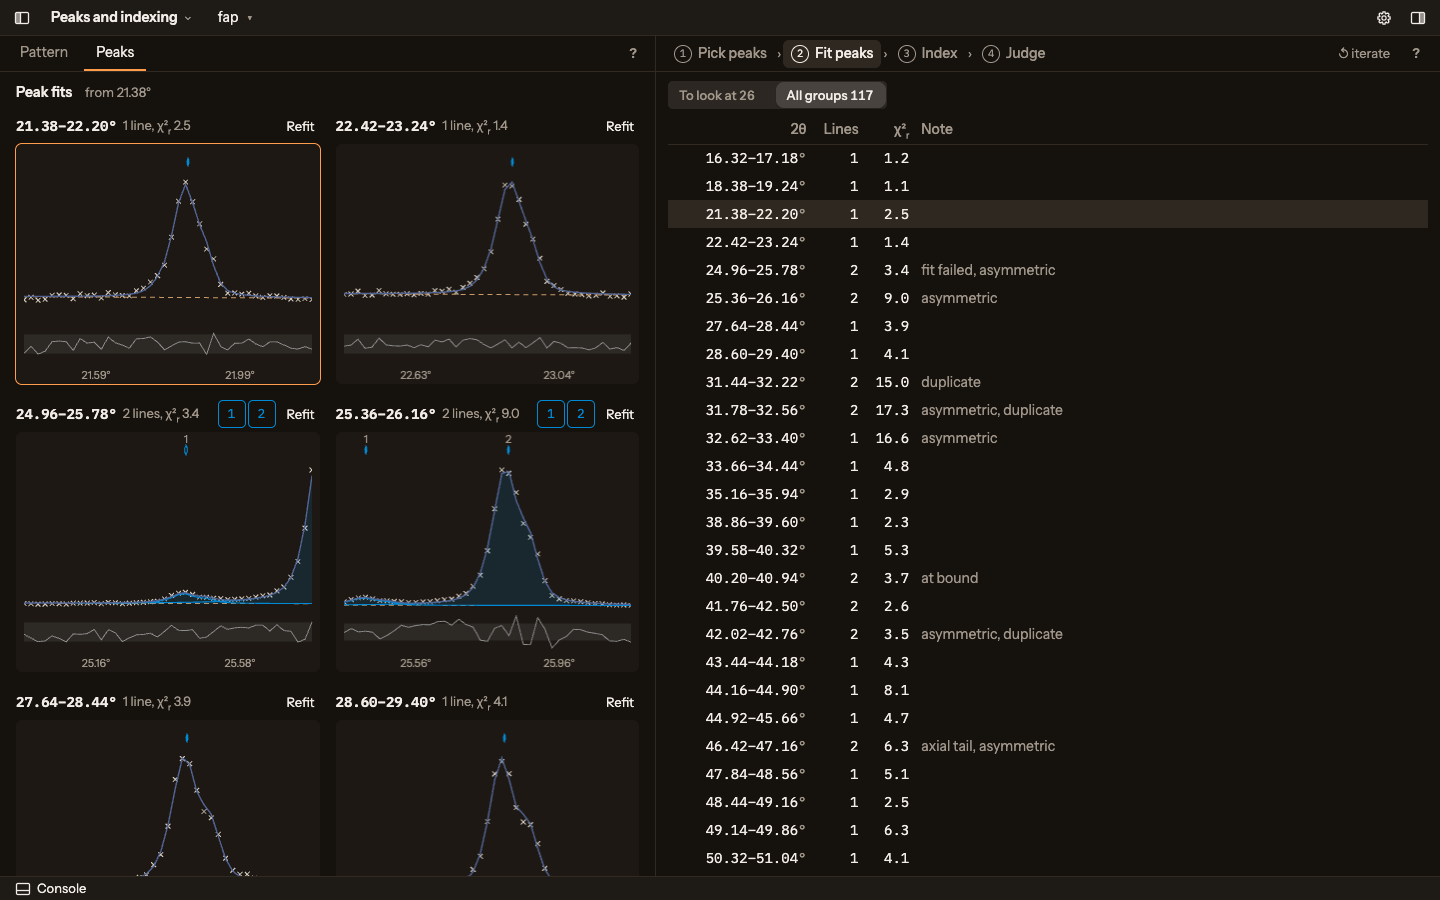 Peaks and indexing
fap
Pattern
Peaks
?
1 Pick peaks › 2 Fit peaks › 3 Index › 4 Judge
iterate
?
Peak fits from 21.38°
21.38–22.20° 1 line, χ²r 2.5 Refit
21.59° 21.99°
22.42–23.24° 1 line, χ²r 1.4 Refit
22.63° 23.04°
24.96–25.78° 2 lines, χ²r 3.4 1 2 Refit
1
25.16° 25.58°
25.36–26.16° 2 lines, χ²r 9.0 1 2 Refit
1 2
25.56° 25.96°
27.64–28.44° 1 line, χ²r 3.9 Refit
28.60–29.40° 1 line, χ²r 4.1 Refit
To look at 26
All groups 117
2θ Lines χ²r Note
16.32–17.18° 1 1.2
18.38–19.24° 1 1.1
21.38–22.20° 1 2.5
22.42–23.24° 1 1.4
24.96–25.78° 2 3.4 fit failed, asymmetric
25.36–26.16° 2 9.0 asymmetric
27.64–28.44° 1 3.9
28.60–29.40° 1 4.1
31.44–32.22° 2 15.0 duplicate
31.78–32.56° 2 17.3 asymmetric, duplicate
32.62–33.40° 1 16.6 asymmetric
33.66–34.44° 1 4.8
35.16–35.94° 1 2.9
38.86–39.60° 1 2.3
39.58–40.32° 1 5.3
40.20–40.94° 2 3.7 at bound
41.76–42.50° 2 2.6
42.02–42.76° 2 3.5 asymmetric, duplicate
43.44–44.18° 1 4.3
44.16–44.90° 1 8.1
44.92–45.66° 1 4.7
46.42–47.16° 2 6.3 axial tail, asymmetric
47.84–48.56° 1 5.1
48.44–49.16° 1 2.5
49.14–49.86° 1 6.3
50.32–51.04° 1 4.1
Console